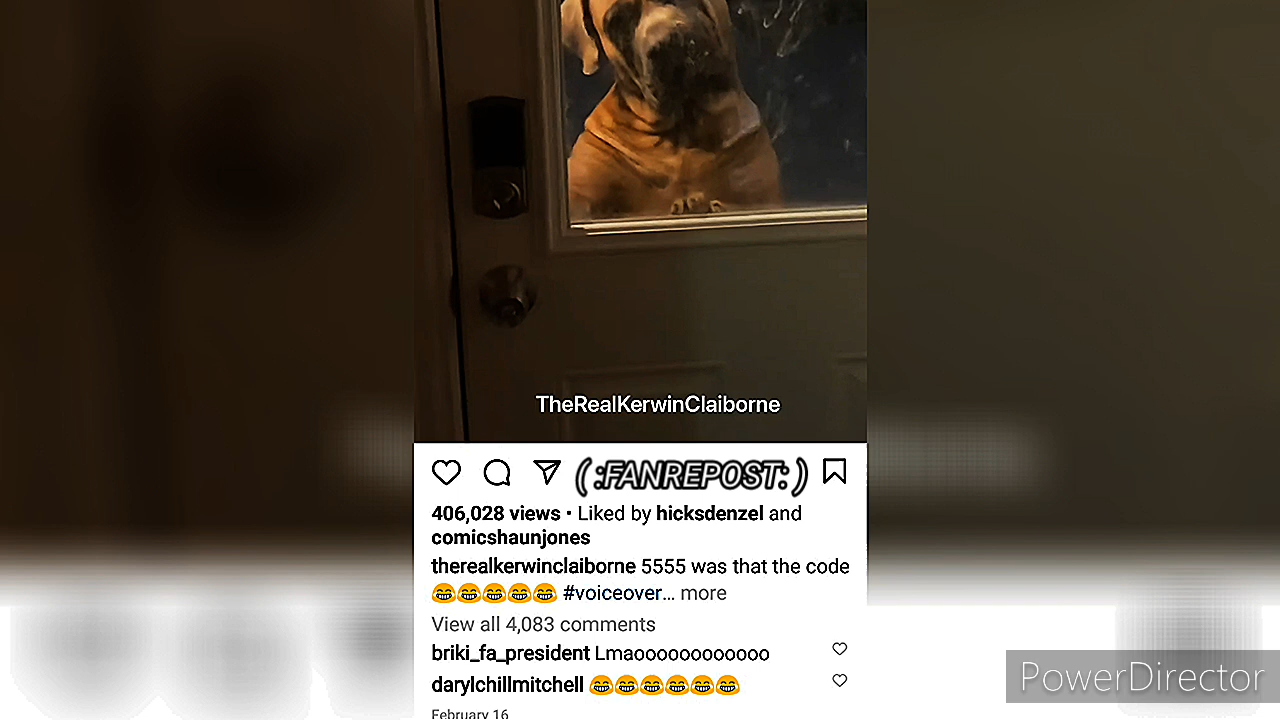 TheRealKerwinClaiborne
(:FANREPOST:)
406,028 views • Liked by hicksdenzel and
comicshaunjones
therealkerwinclaiborne 5555 was that the code
😂😂😂😂😂 #voiceover... more
View all 4,083 comments
briki_fa_president Lmaoooooooooooo
darylchillmitchell 😂😂😂😂😂😂
February 16
PowerDirector